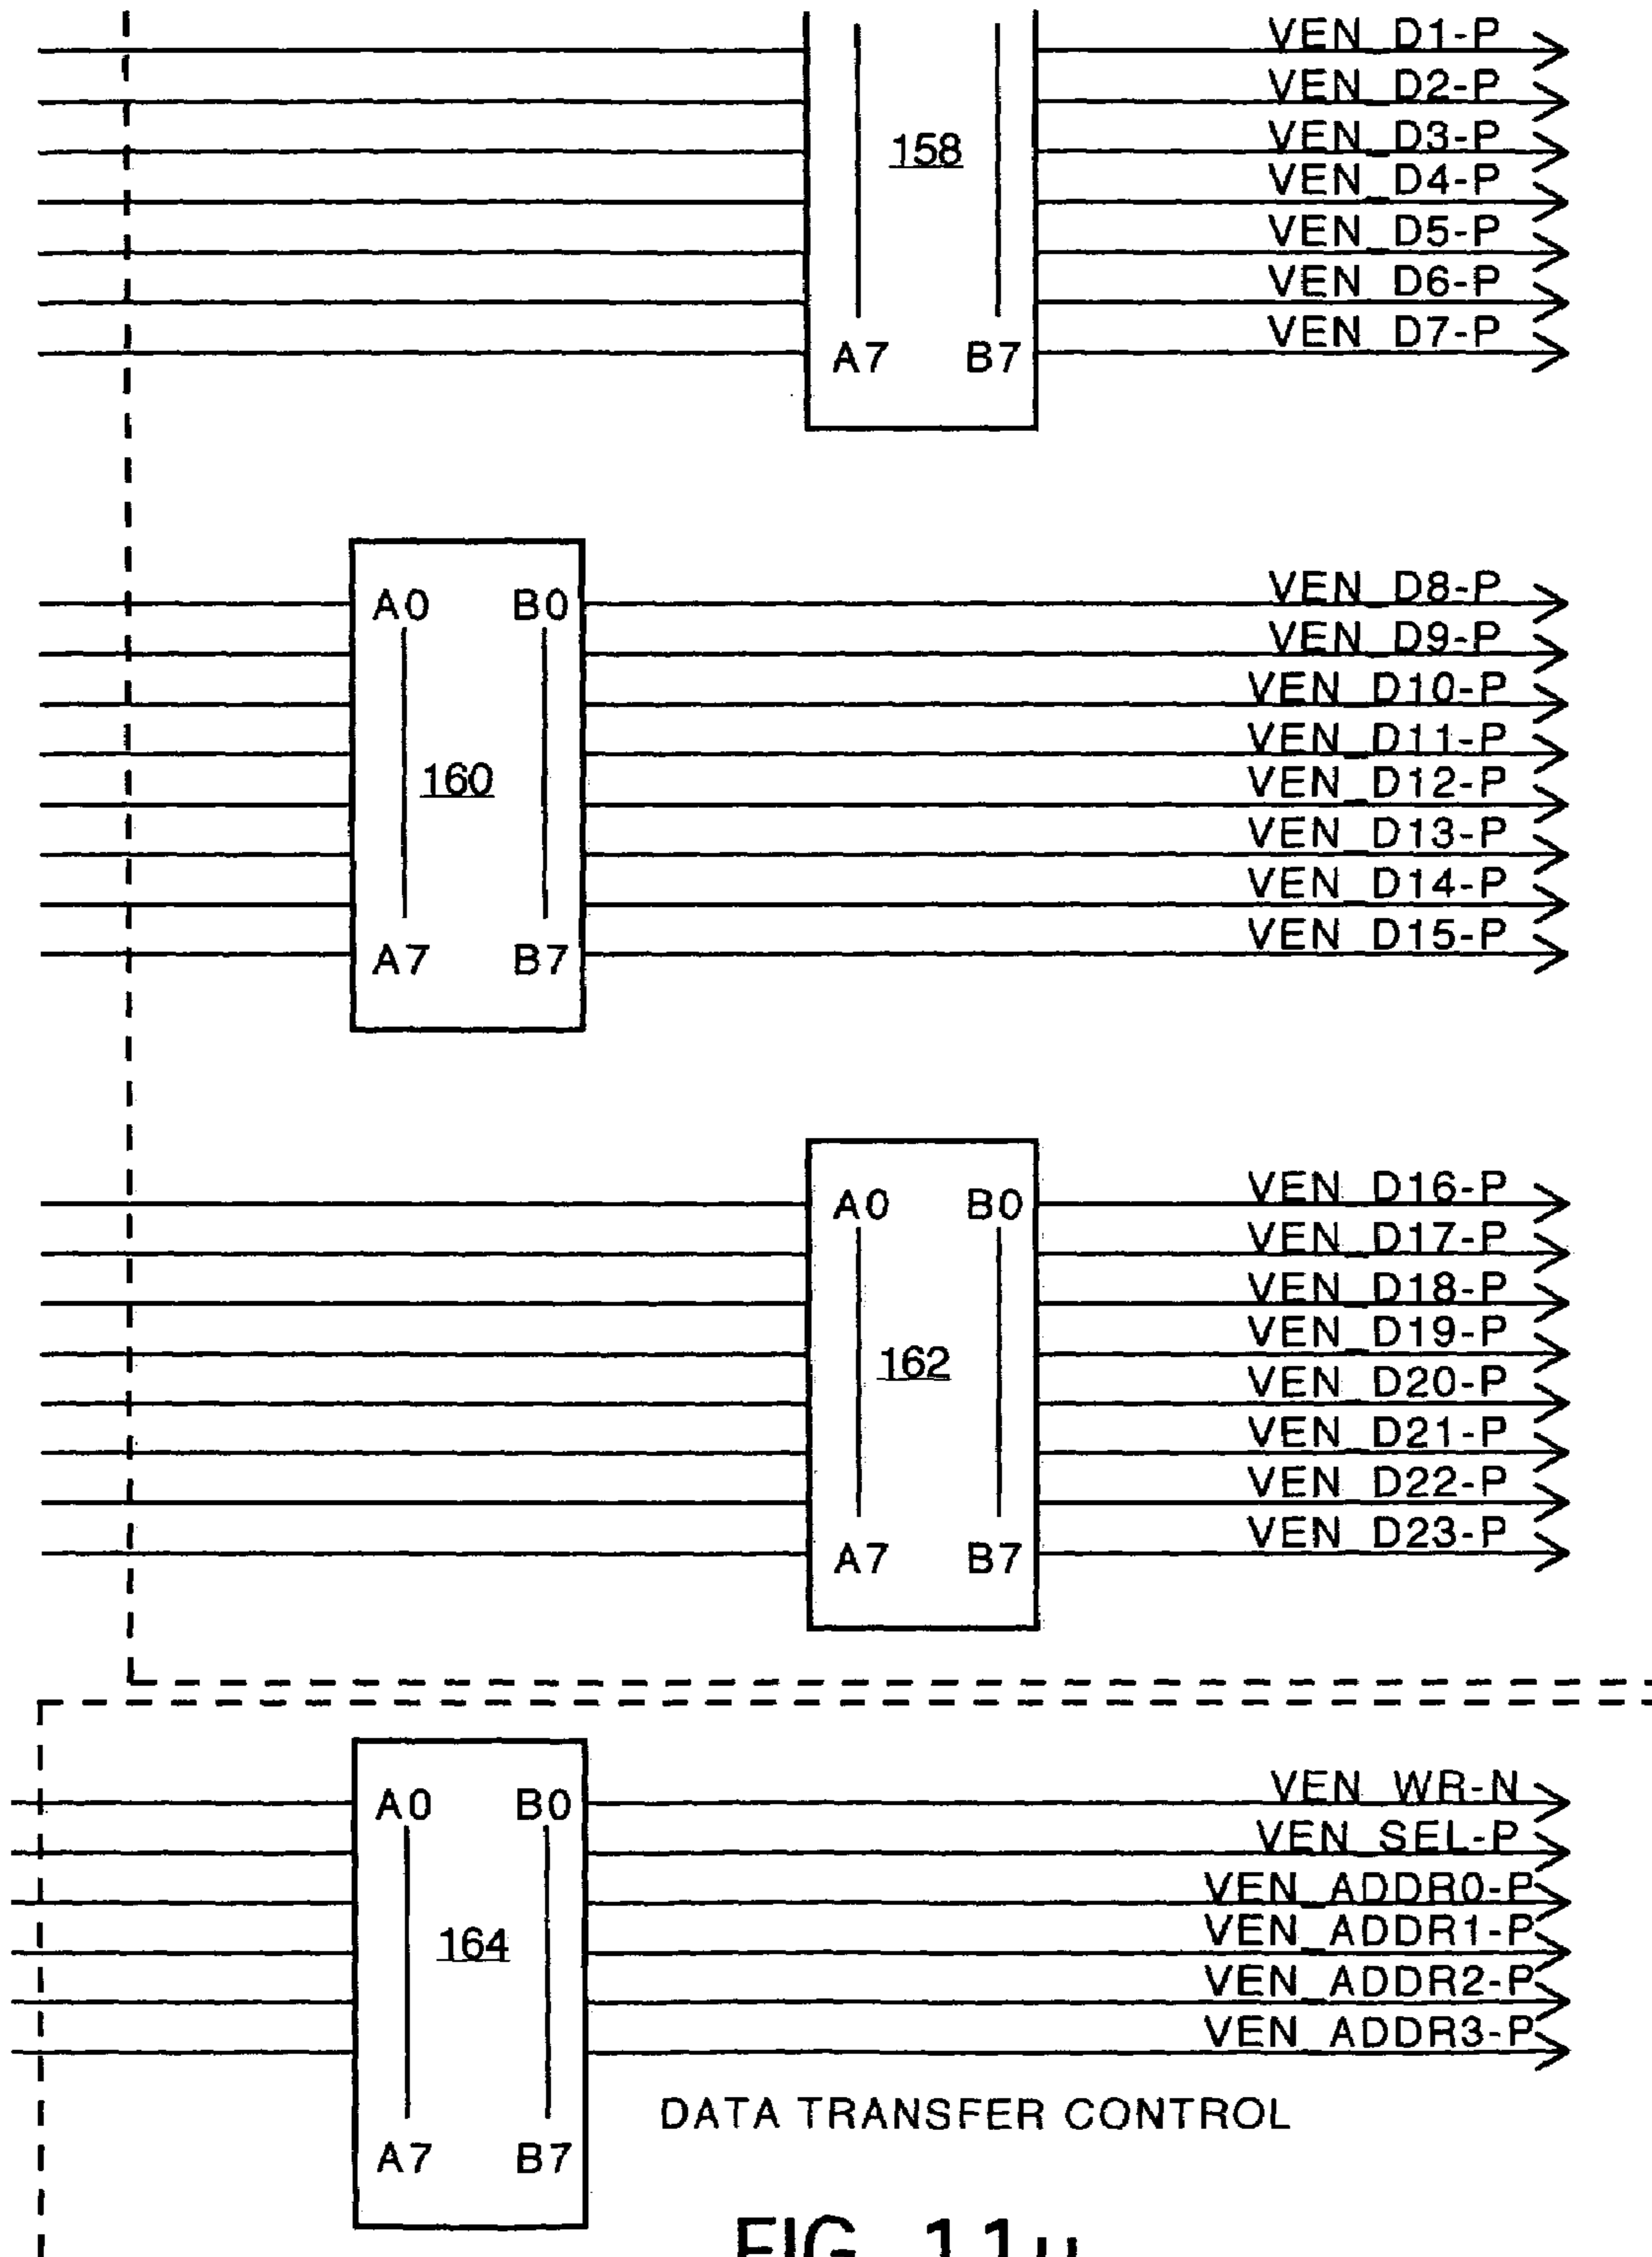 VEN_D1-P
VEN_D2-P
VEN_D3-P
158
VEN_D4-P
VEN_D5-P
VEN_D6-P
VEN_D7-P
A7 B7
VEN_D8-P
A0 B0
VEN_D9-P
VEN_D10-P
VEN_D11-P
160
VEN_D12-P
VEN_D13-P
VEN_D14-P
VEN_D15-P
A7 B7
VEN_D16-P
A0 B0
VEN_D17-P
VEN_D18-P
VEN_D19-P
162
VEN_D20-P
VEN_D21-P
VEN_D22-P
VEN_D23-P
A7 B7
VEN_WR-N
A0 B0
VEN_SEL-P
VEN_ADDR0-P
VEN_ADDR1-P
164
VEN_ADDR2-P
VEN_ADDR3-P
DATA TRANSFER CONTROL
A7 B7
FIG. 11u